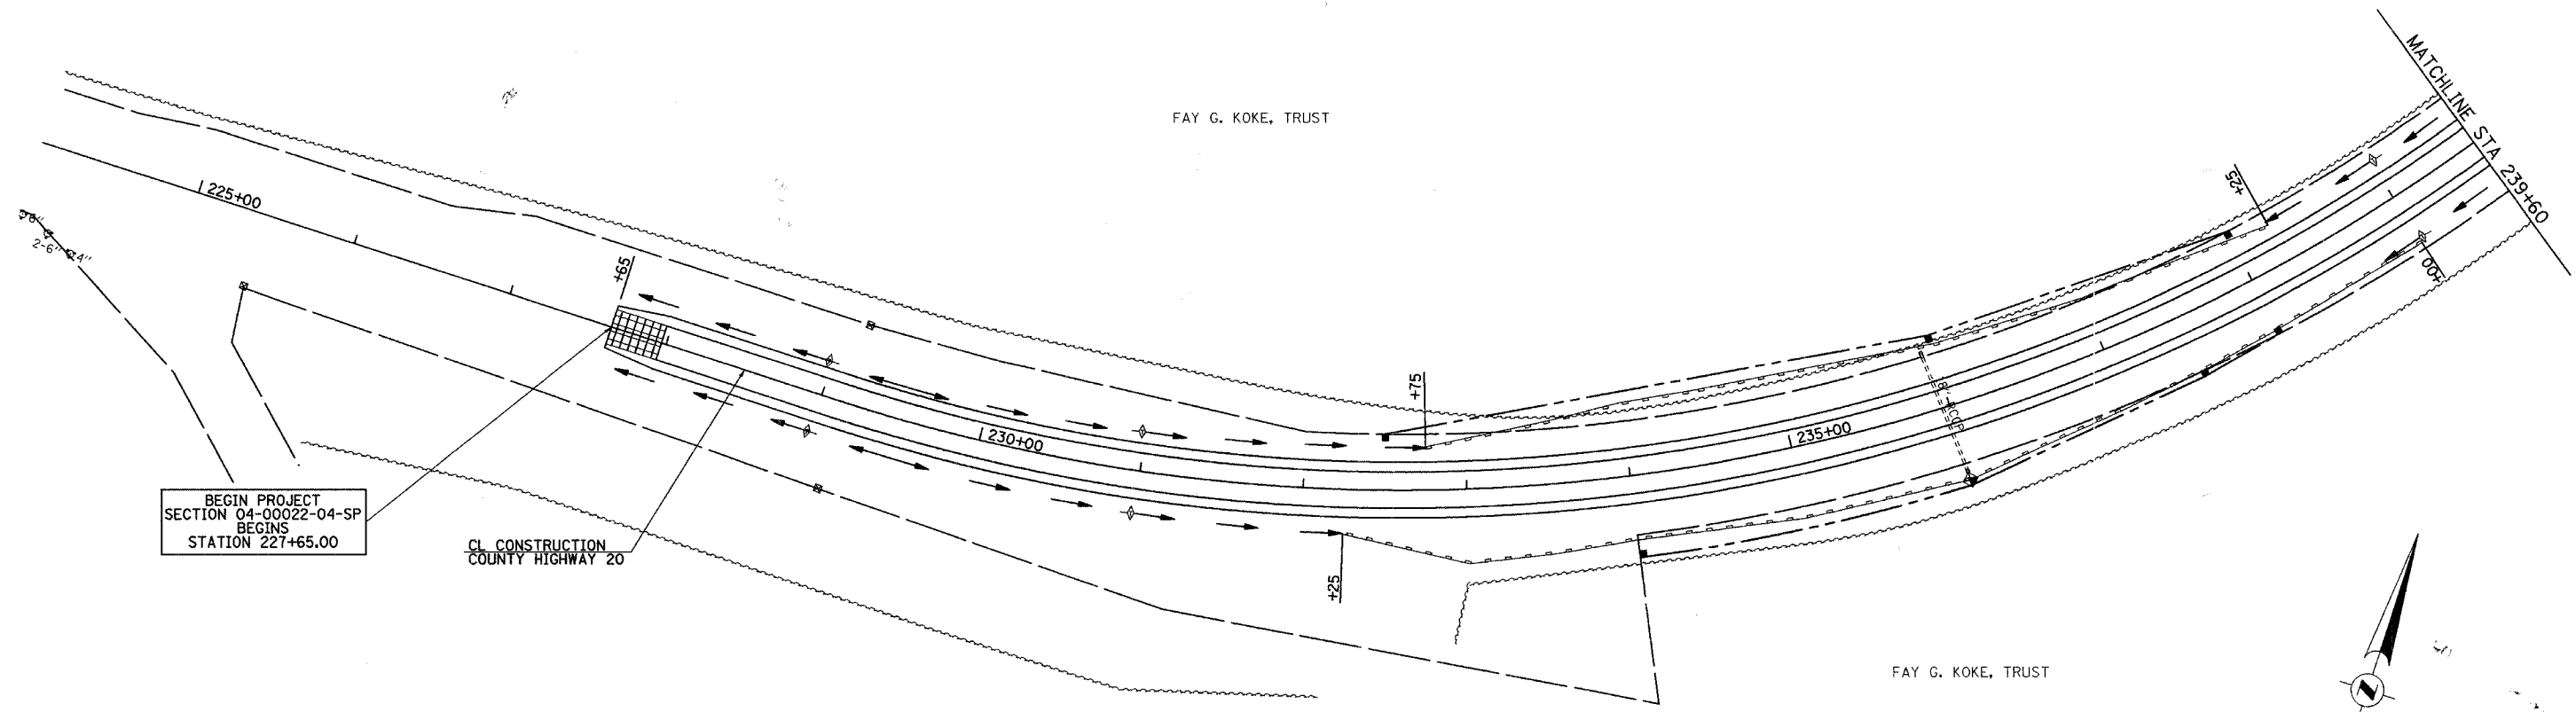 FAY G. KOKE, TRUST
MATCHLINE STA 239+60
225+00
2-6"
+65
+25
+00
+75
230+00
235+00
BEGIN PROJECT
SECTION 04-00022-04-SP
BEGINS
STATION 227+65.00
CL CONSTRUCTION
COUNTY HIGHWAY 20
+25
FAY G. KOKE, TRUST